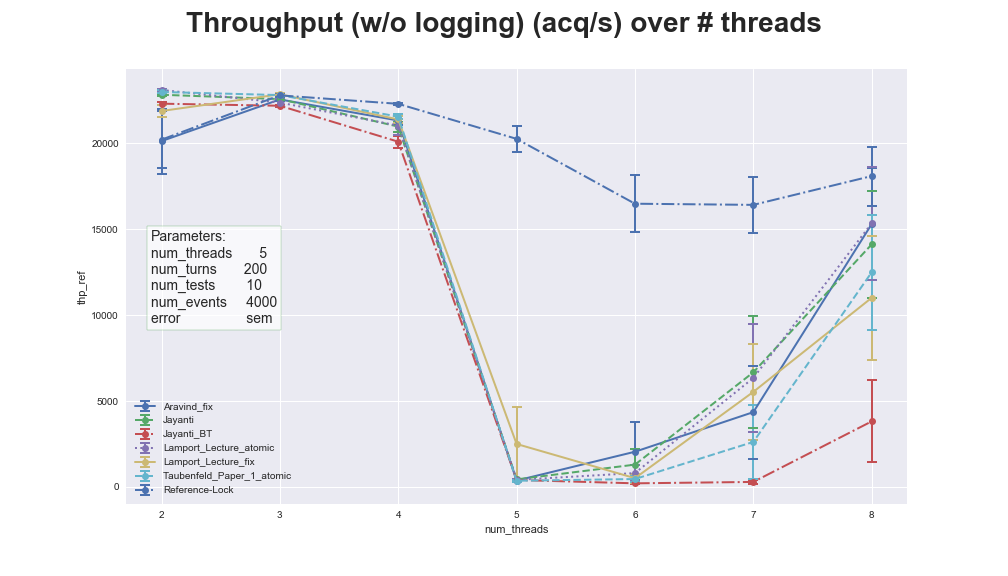 Throughput (w/o logging) (acq/s) over # threads
thp_ref
20000
15000
10000
5000
0
Parameters:
num_threads 5
num_turns 200
num_tests 10
num_events 4000
error sem
Aravind_fix
Jayanti
Jayanti_BT
Lamport_Lecture_atomic
Lamport_Lecture_fix
Taubenfeld_Paper_1_atomic
Reference-Lock
2 3 4 5 6 7 8
num_threads